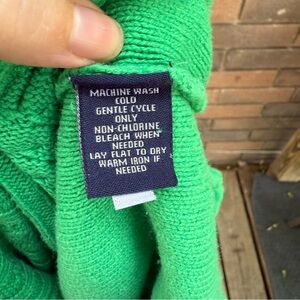 MACHINE WASH
COLD
GENTLE CYCLE
ONLY
NON-CHLORINE
BLEACH WHEN
NEEDED
LAY FLAT TO DRY
WARM IRON IF
NEEDED